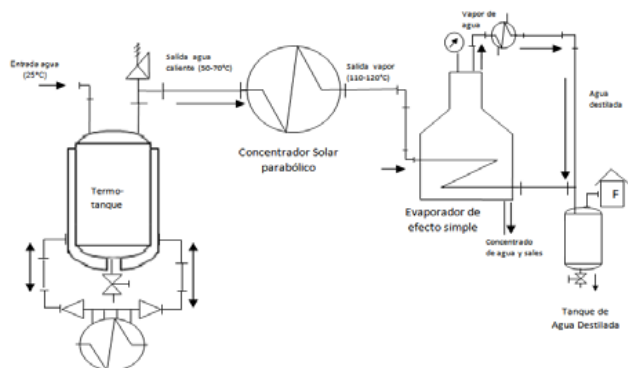 Entrada agua
(25°C)
Salida agua
caliente (50-70°C)
Salida vapor
(110-120°C)
Vapor de
agua
Agua
destilada
Concentrador Solar
parabólico
Termo-
tanque
Evaporador de
efecto simple
Concentrado
de agua y sales
F
Tanque de
Agua Destilada